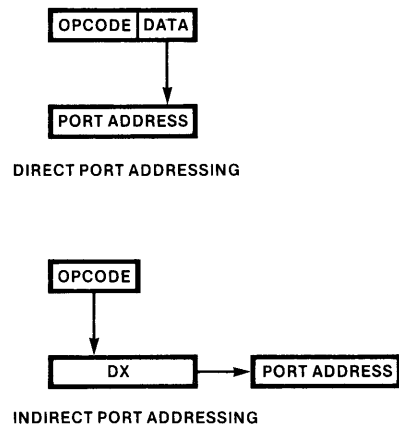 OPCODE DATA
PORT ADDRESS
DIRECT PORT ADDRESSING
OPCODE
DX PORT ADDRESS
INDIRECT PORT ADDRESSING